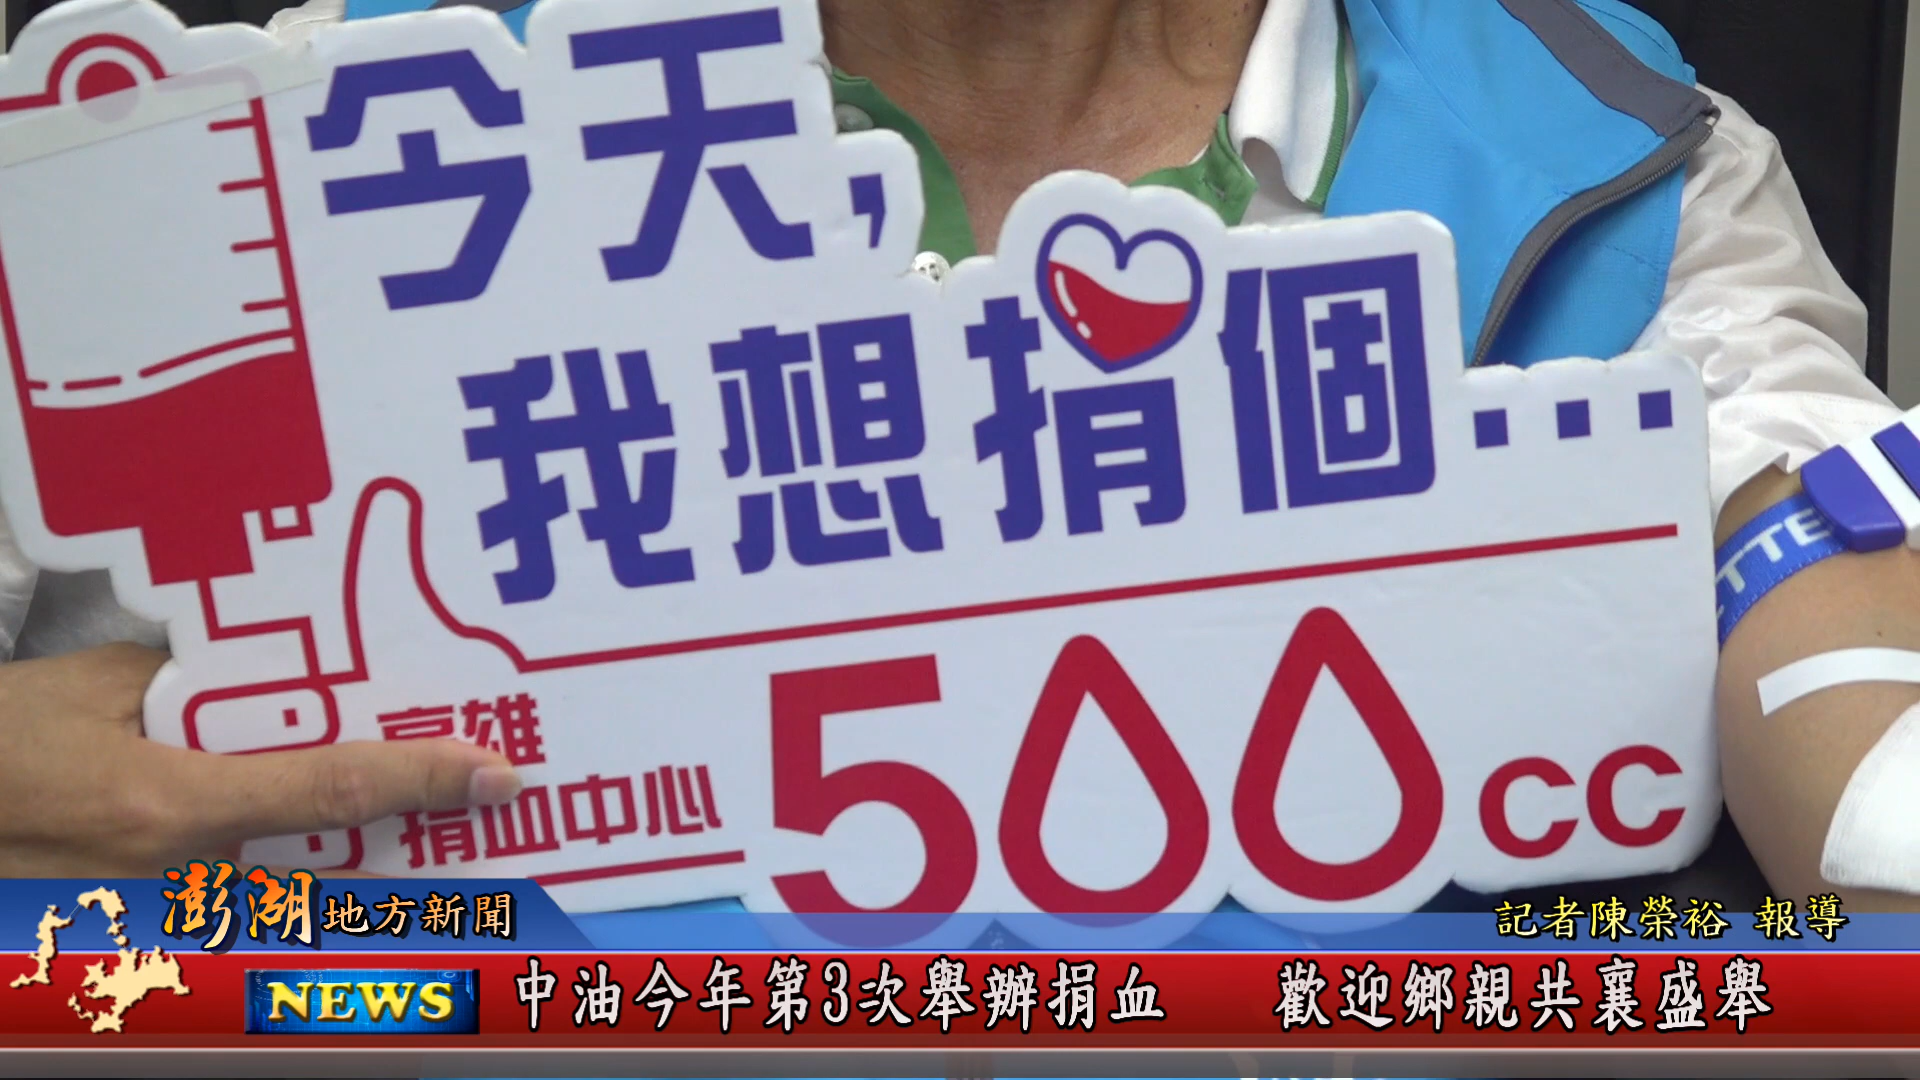 今天,
我想捐個...
高雄
捐血中心
500cc
TTE
澎湖地方新聞
記者陳榮裕 報導
NEWS
中油今年第3次舉辦捐血 歡迎鄉親共襄盛舉